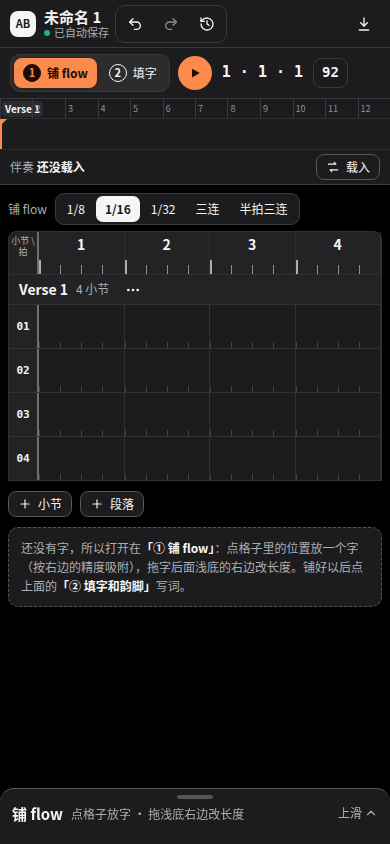 AB 未命名 1
已自动保存
1 铺 flow 2 填字 1 · 1 · 1 92
Verse 1 3 4 5 6 7 8 9 10 11 12
伴奏 还没载入 载入
铺 flow 1/8 1/16 1/32 三连 半拍三连
小节 \ 拍 1 2 3 4
Verse 1 4 小节 ···
01
02
03
04
+ 小节 + 段落
还没有字，所以打开在「① 铺 flow」：点格子里的位置放一个字
（按右边的精度吸附），拖字后面浅底的右边改长度。铺好以后点
上面的「② 填字和韵脚」写词。
铺 flow 点格子放字 · 拖浅底右边改长度 上滑